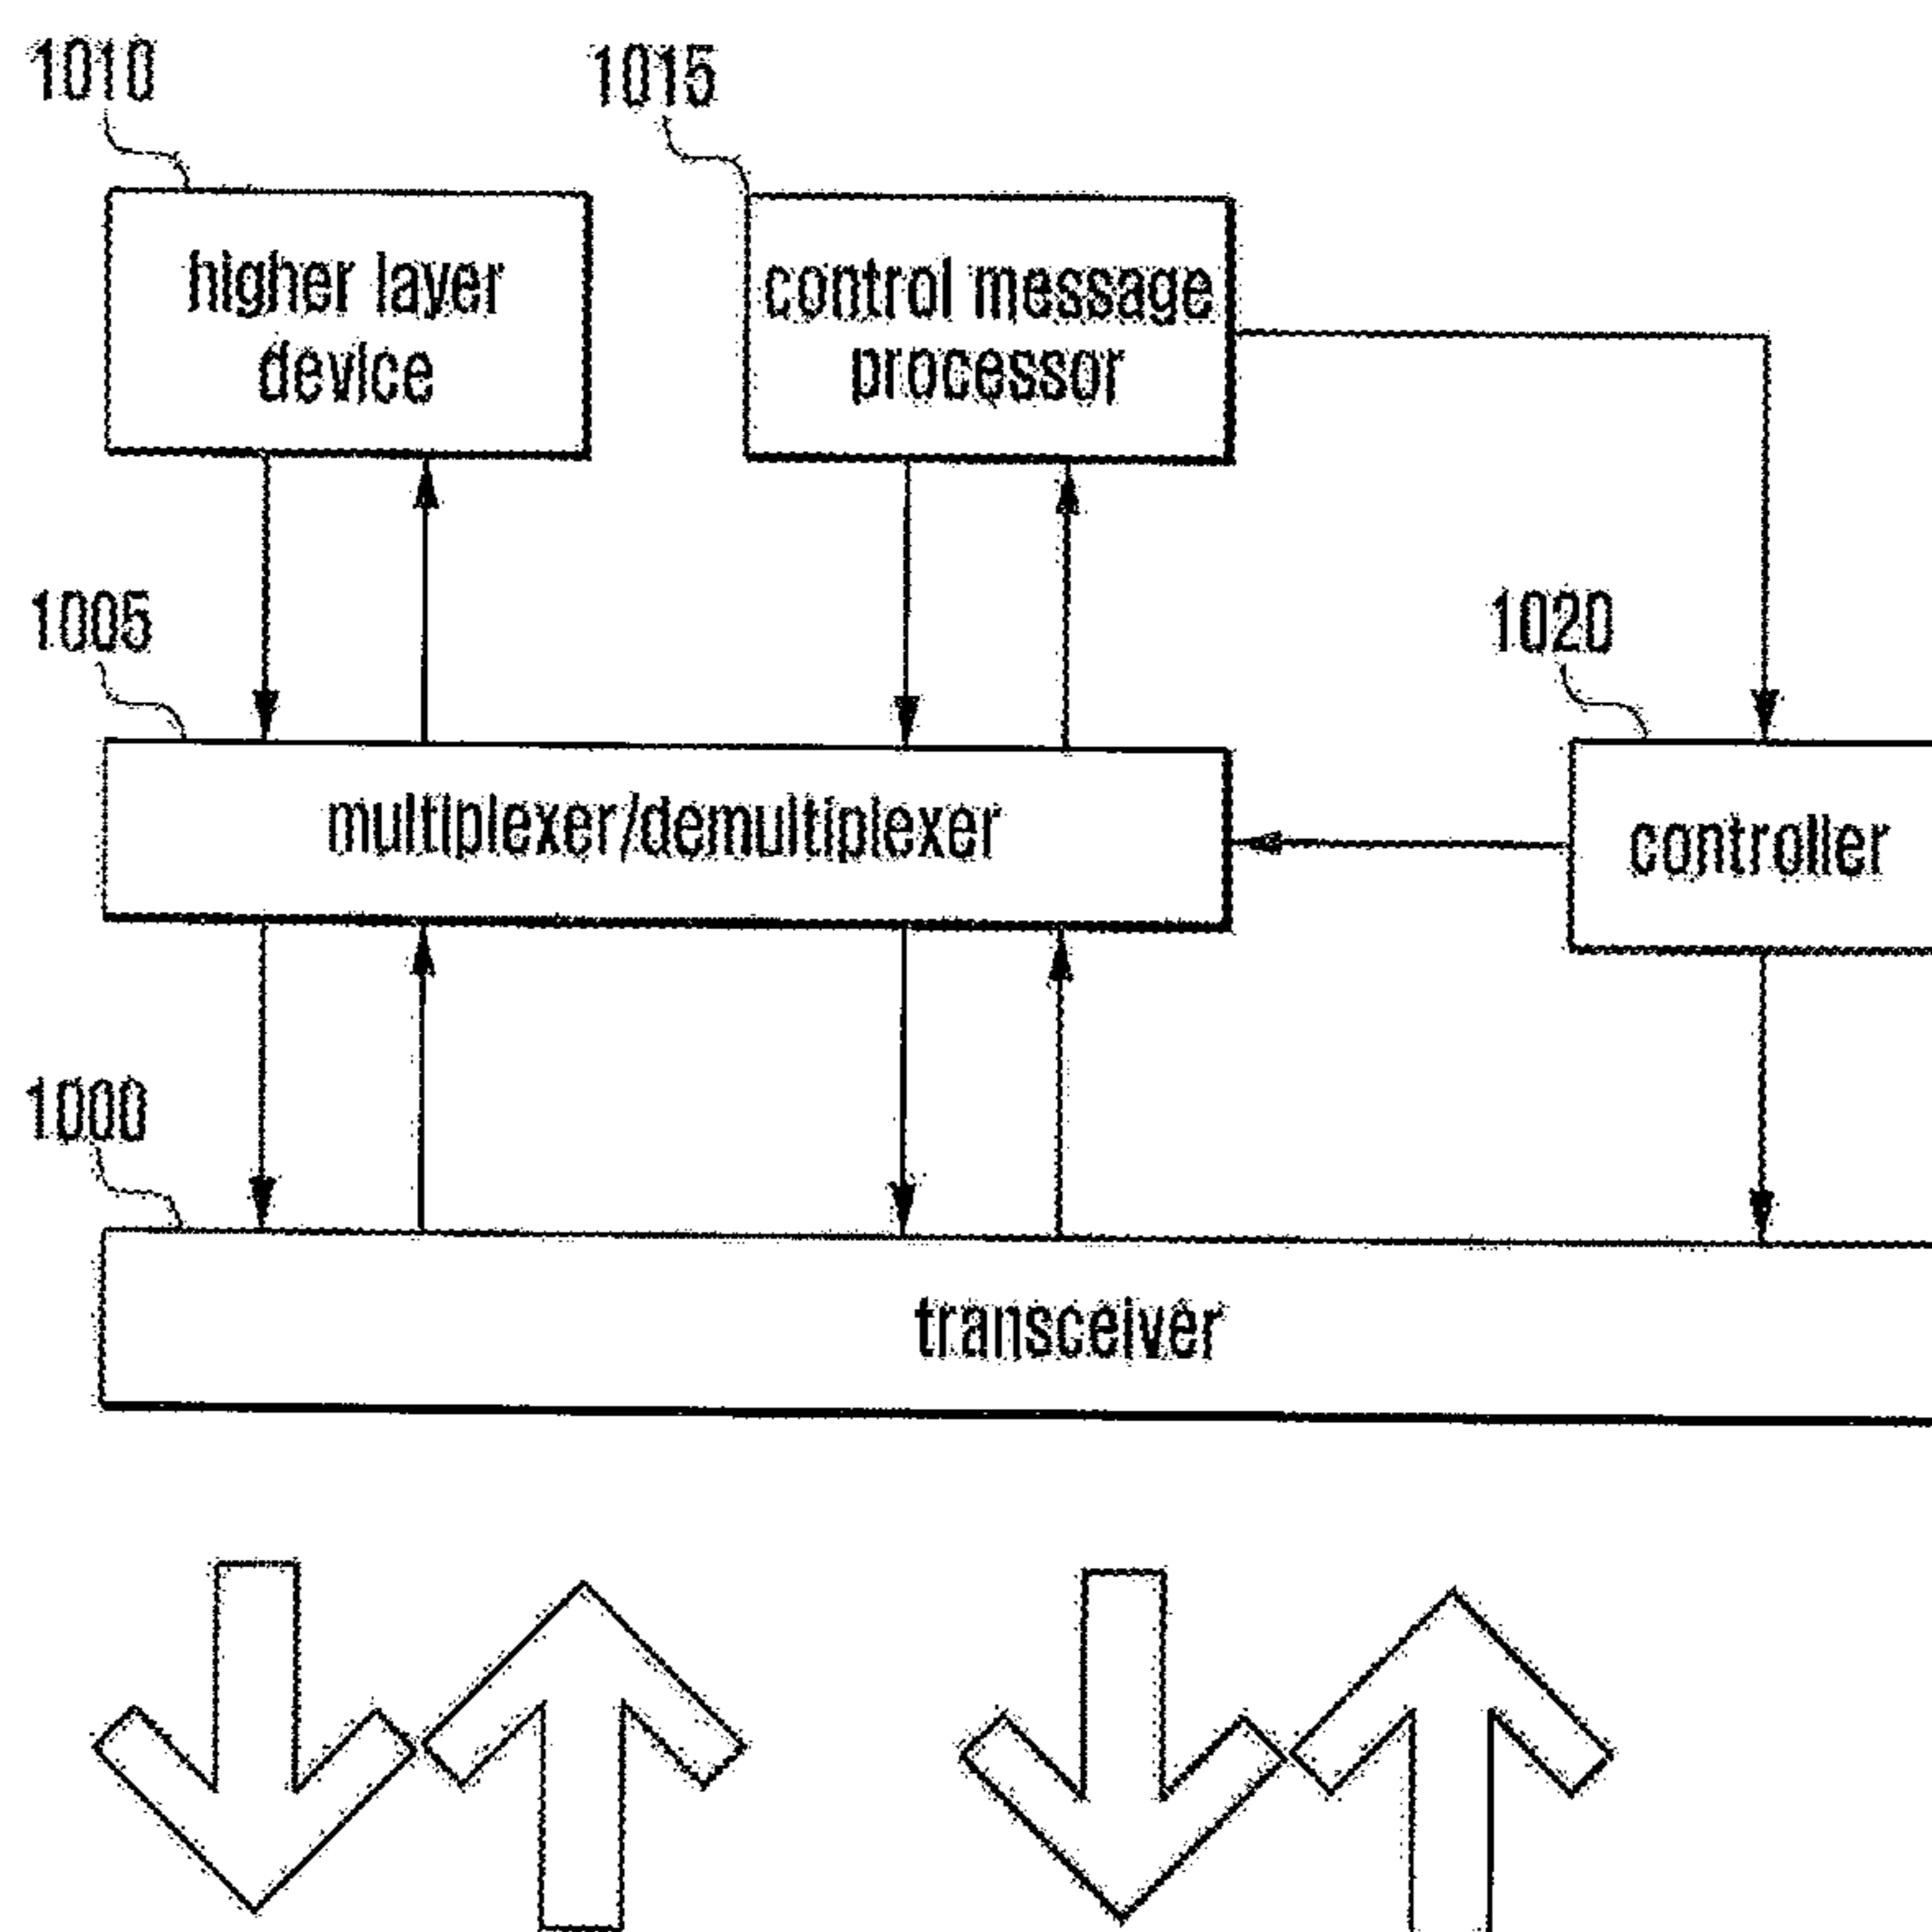 1010
1015
higher layer
device
control message
processor
1005
1020
multiplexer/demultiplexer
controller
1000
transceiver